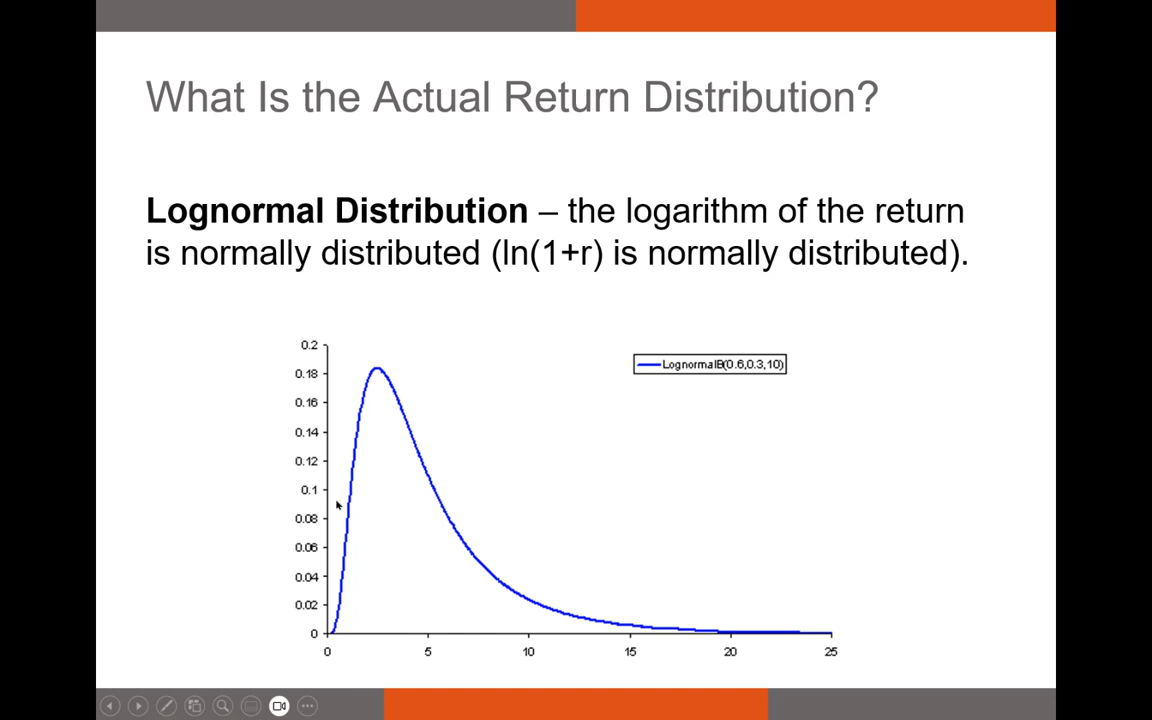 What Is the Actual Return Distribution?
Lognormal Distribution – the logarithm of the return
is normally distributed (ln(1+r) is normally distributed).
0.2
LognormalB(0.6,0.3,10)
0.18
0.16
0.14
0.12
0.1
0.08
0.06
0.04
0.02
0
0 5 10 15 20 25